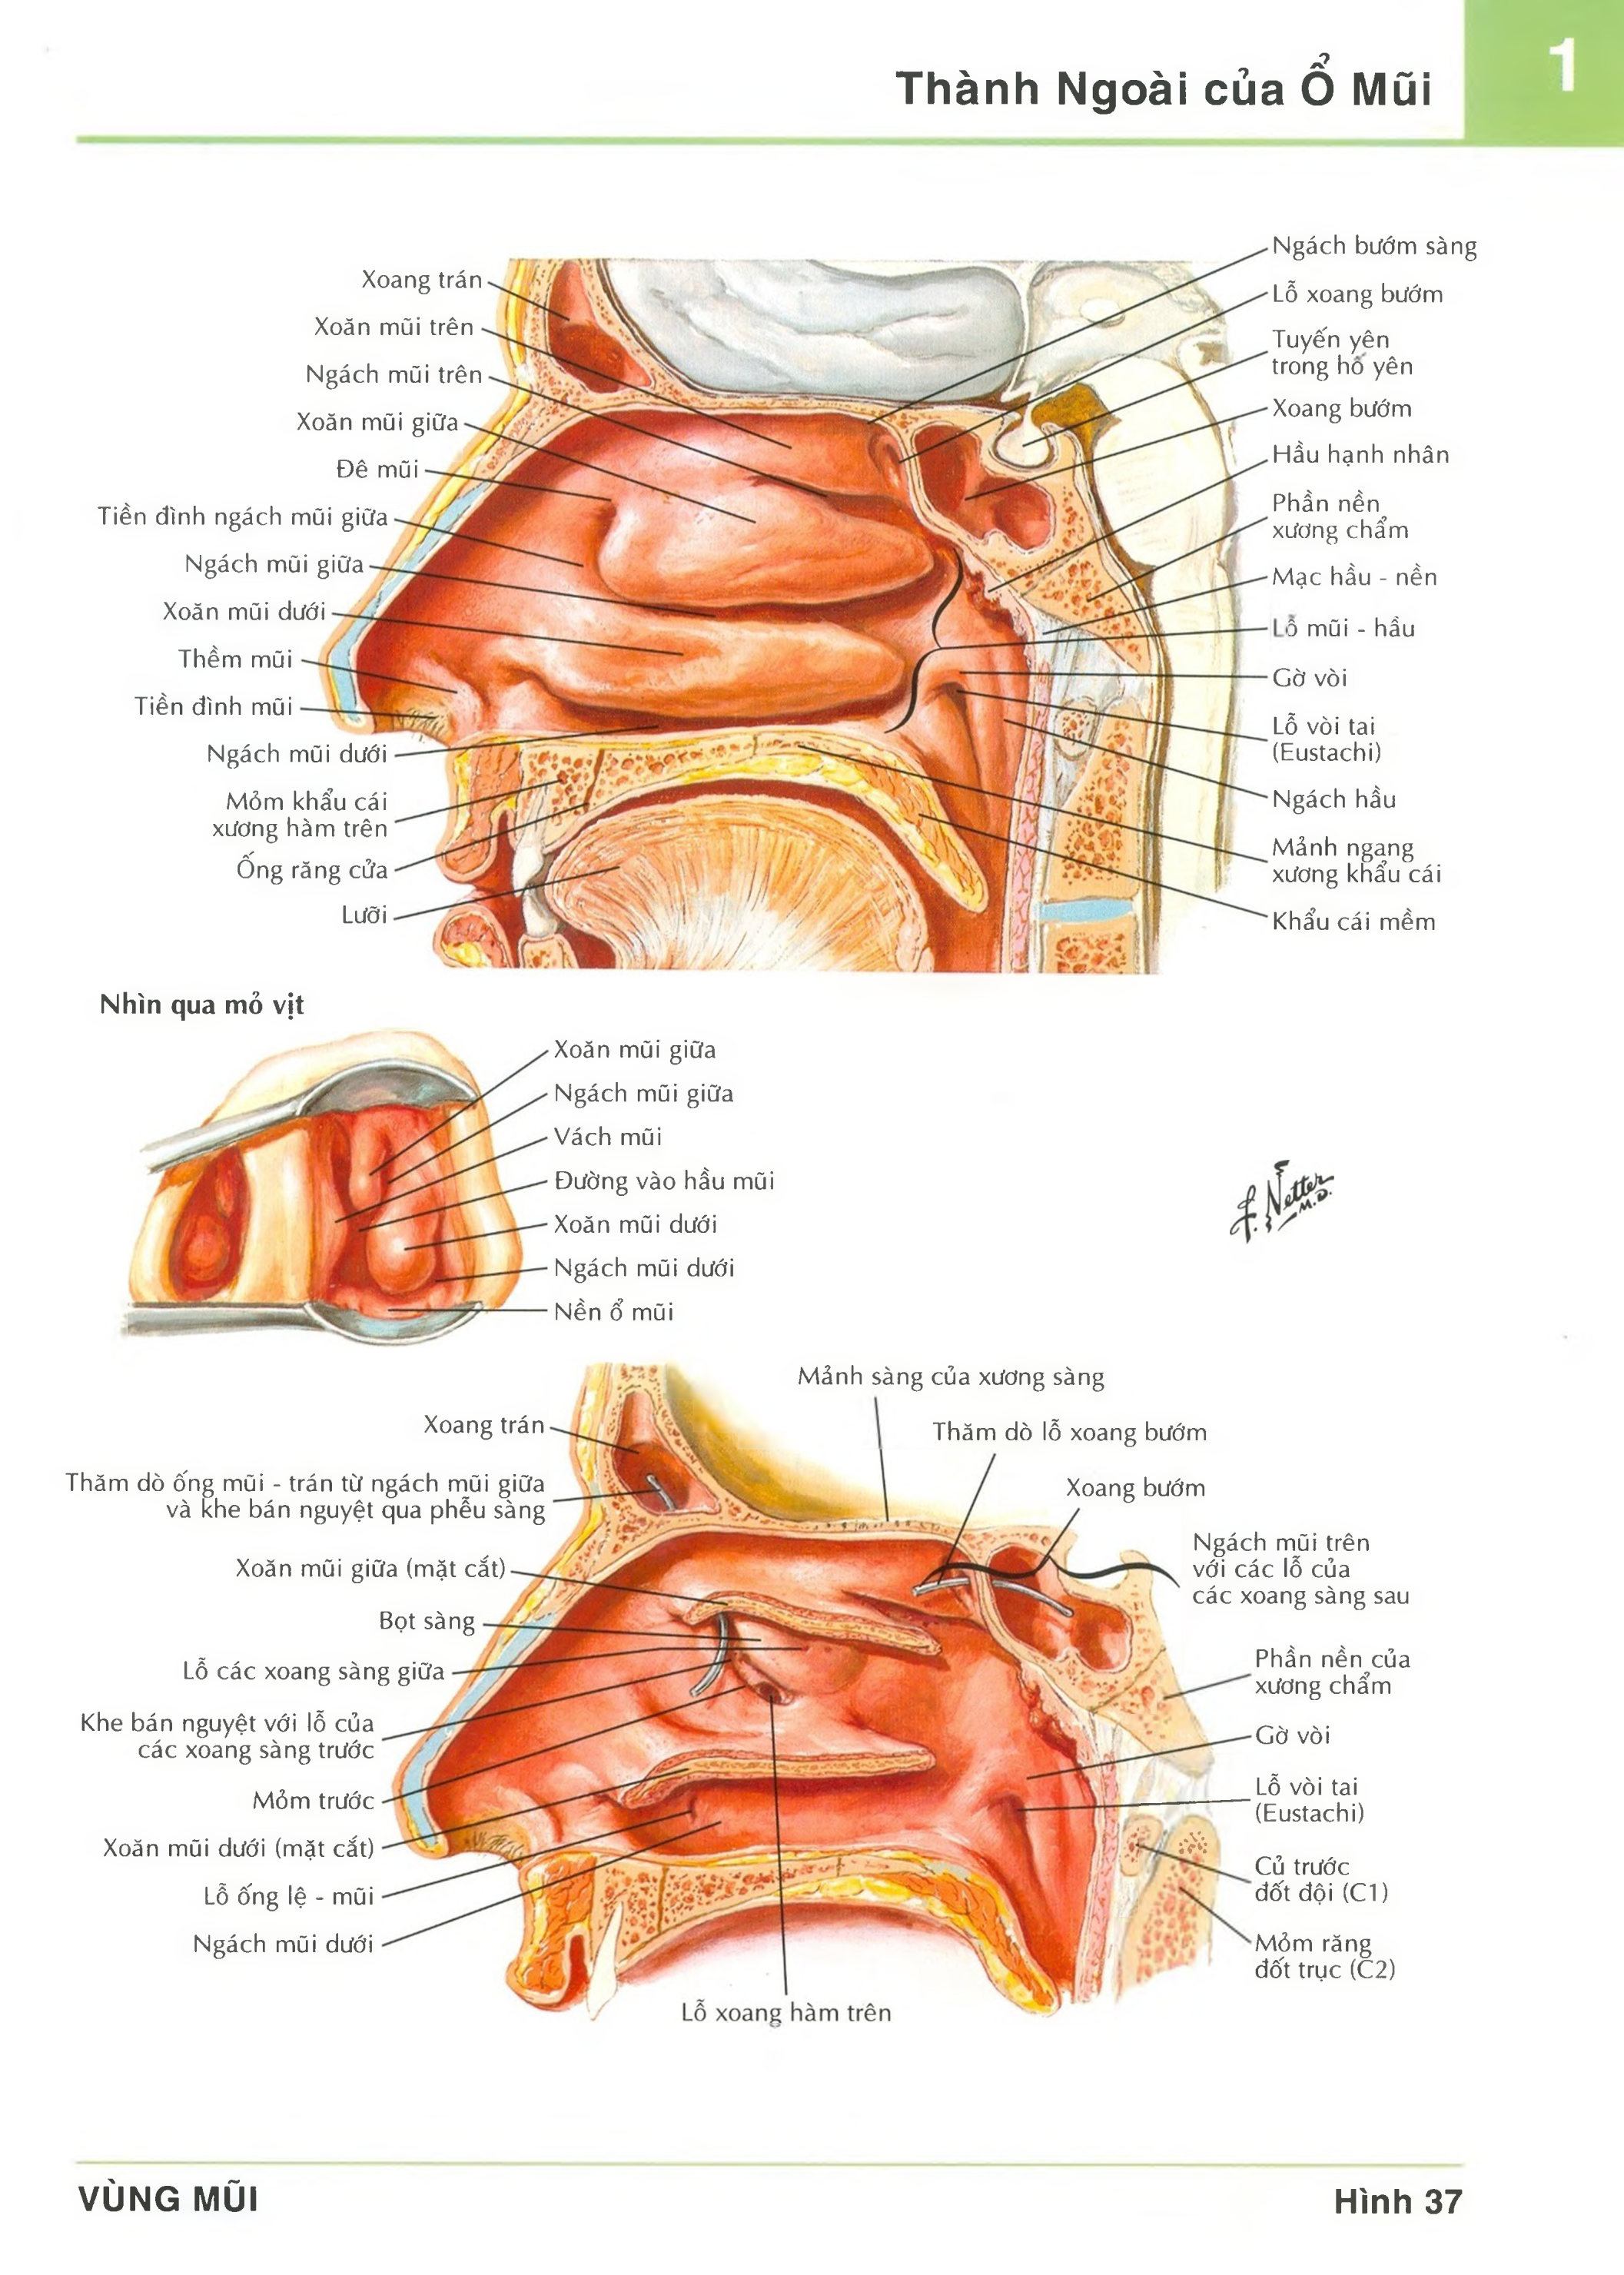 Thành Ngoài của Ổ Mũi
1
Xoang trán
Xoăn mũi trên
Ngách mũi trên
Xoăn mũi giữa
Đê mũi
Tiền đình ngách mũi giữa
Ngách mũi giữa
Xoăn mũi dưới
Thềm mũi
Tiền đình mũi
Ngách mũi dưới
Mỏm khẩu cái
xương hàm trên
Ống răng cửa
Lưỡi
Ngách bướm sàng
Lỗ xoang bướm
Tuyến yên
trong hố yên
Xoang bướm
Hầu hạnh nhân
Phần nền
xương chẩm
Mạc hầu - nền
Lỗ mũi - hầu
Gờ vòi
Lỗ vòi tai
(Eustachi)
Ngách hầu
Mảnh ngang
xương khẩu cái
Khẩu cái mềm
Nhìn qua mỏ vịt
Xoăn mũi giữa
Ngách mũi giữa
Vách mũi
Đường vào hầu mũi
Xoăn mũi dưới
Ngách mũi dưới
Nền ổ mũi
F. Netter
M.D.
Mảnh sàng của xương sàng
Thăm dò lỗ xoang bướm
Xoang bướm
Xoang trán
Thăm dò ống mũi - trán từ ngách mũi giữa
và khe bán nguyệt qua phễu sàng
Xoăn mũi giữa (mặt cắt)
Bọt sàng
Lỗ các xoang sàng giữa
Khe bán nguyệt với lỗ của
các xoang sàng trước
Mỏm trước
Xoăn mũi dưới (mặt cắt)
Lỗ ống lệ - mũi
Ngách mũi dưới
Ngách mũi trên
với các lỗ của
các xoang sàng sau
Phần nền của
xương chẩm
Gờ vòi
Lỗ vòi tai
(Eustachi)
Củ trước
đốt đội (C1)
Mỏm răng
đốt trục (C2)
Lỗ xoang hàm trên
VÙNG MŨI
Hình 37